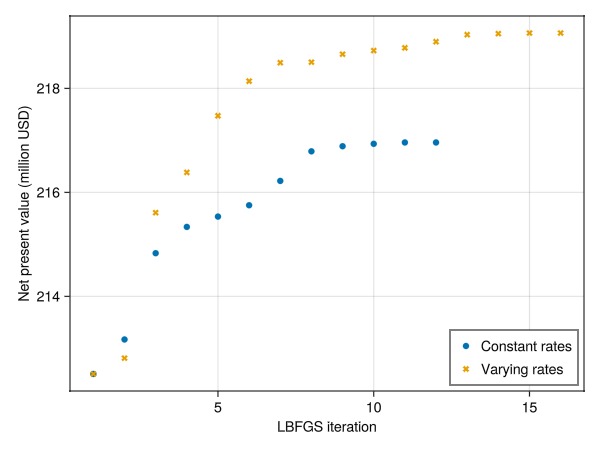 Net present value (million USD)
218
216
214
5
10
15
LBFGS iteration
Constant rates
Varying rates